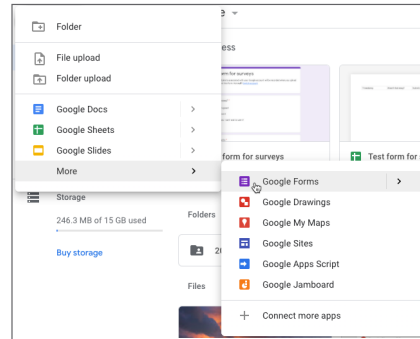 Folder
File upload
Folder upload
Google Docs
Google Sheets
Google Slides
More
form for surveys
Test form for
Google Forms
Google Drawings
Google My Maps
Google Sites
Google Apps Script
Google Jamboard
Connect more apps
Storage
246.3 MB of 15 GB used
Buy storage
Folders
Files